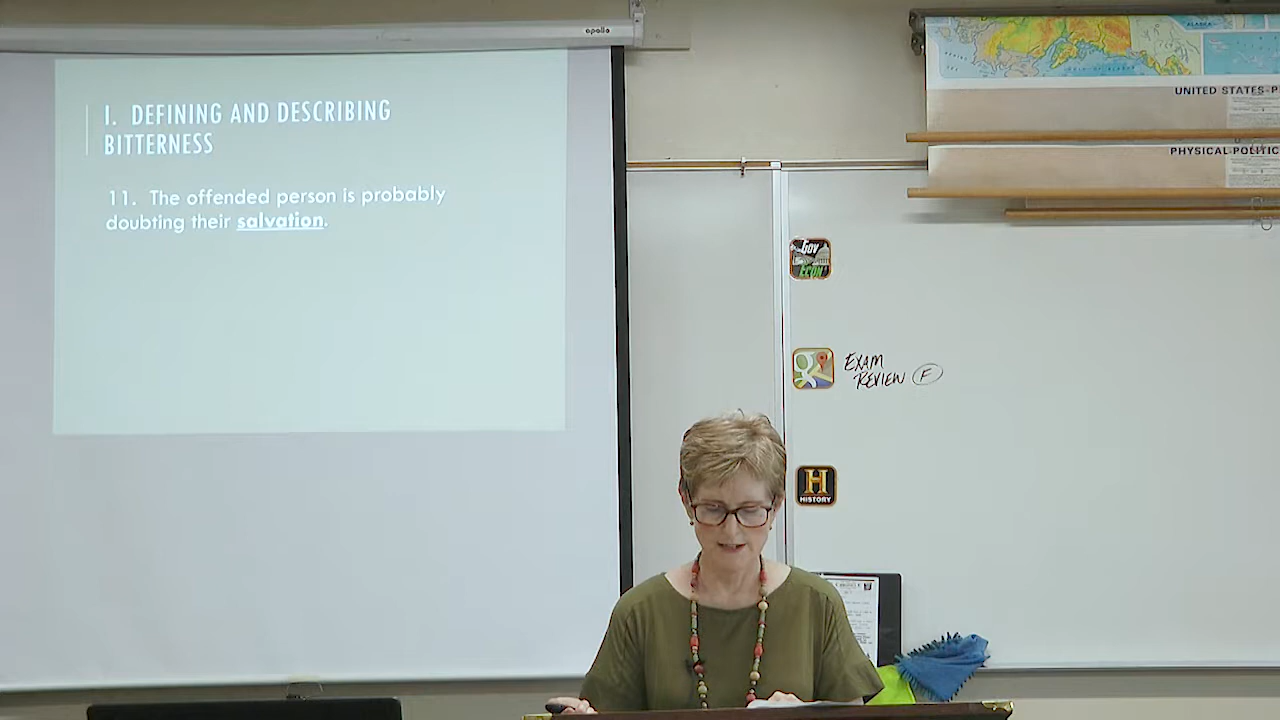 apollo
I. DEFINING AND DESCRIBING
BITTERNESS
11. The offended person is probably
doubting their salvation.
ALASKA
UNITED STATES-P
PHYSICAL-POLITIC
GOV
ECON
EXAM
REVIEW F
H
HISTORY